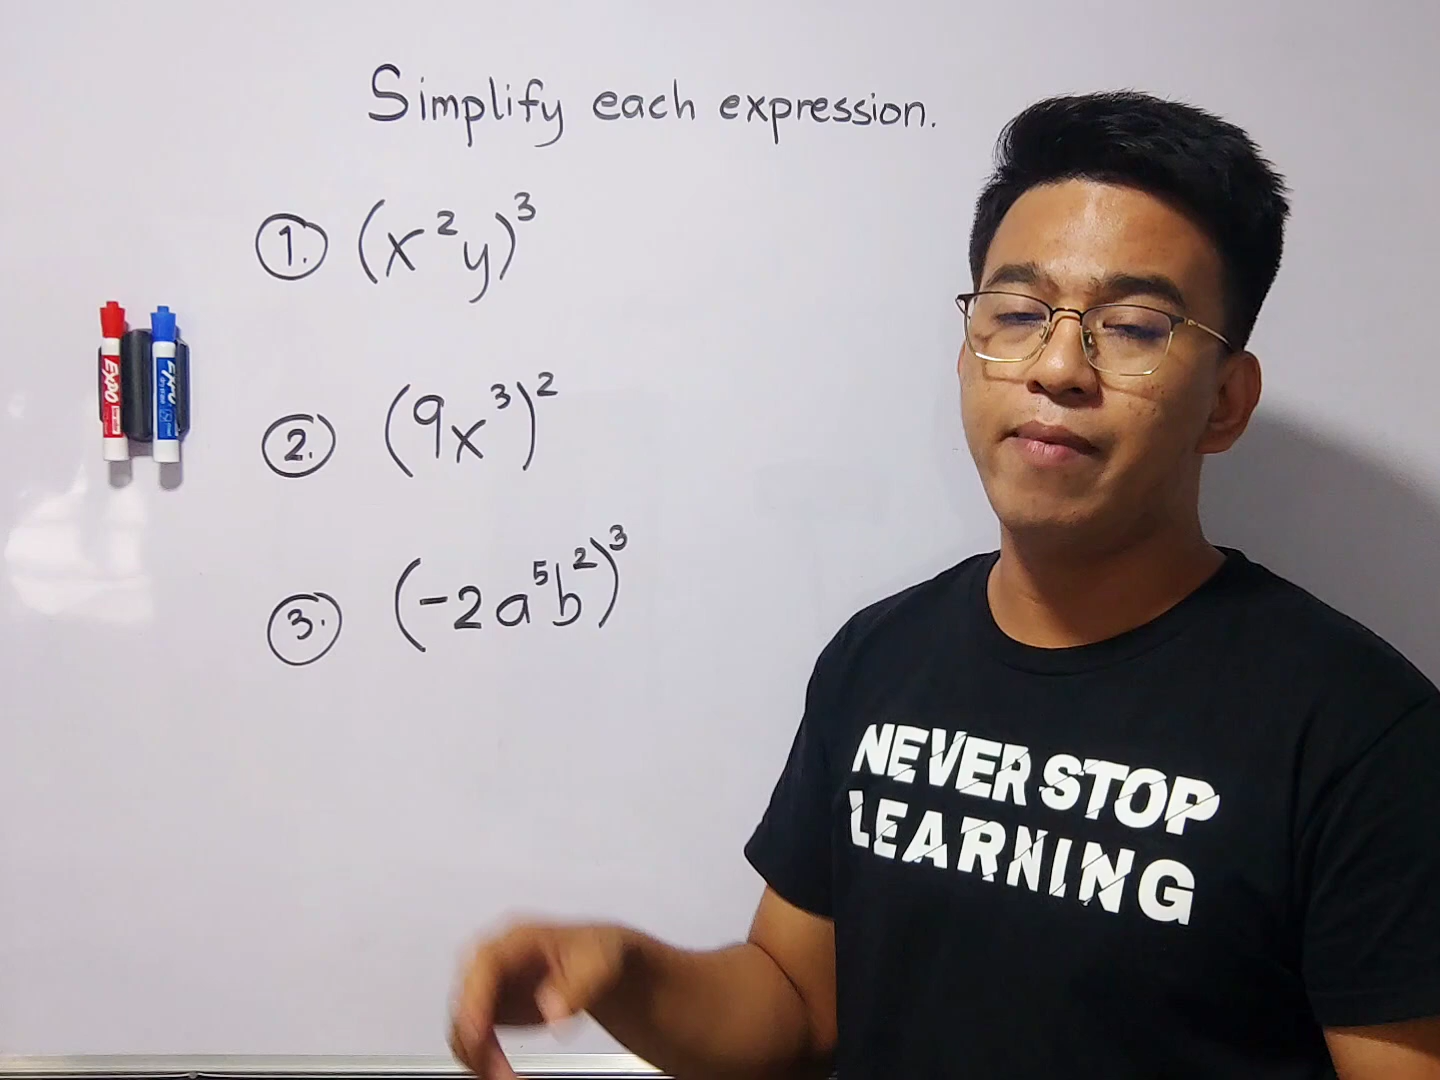 Simplify each expression.
1. (x²y)³
2. (9x³)²
3. (-2a⁵b²)³
EXPO
EXPO
NEVER STOP
LEARNING